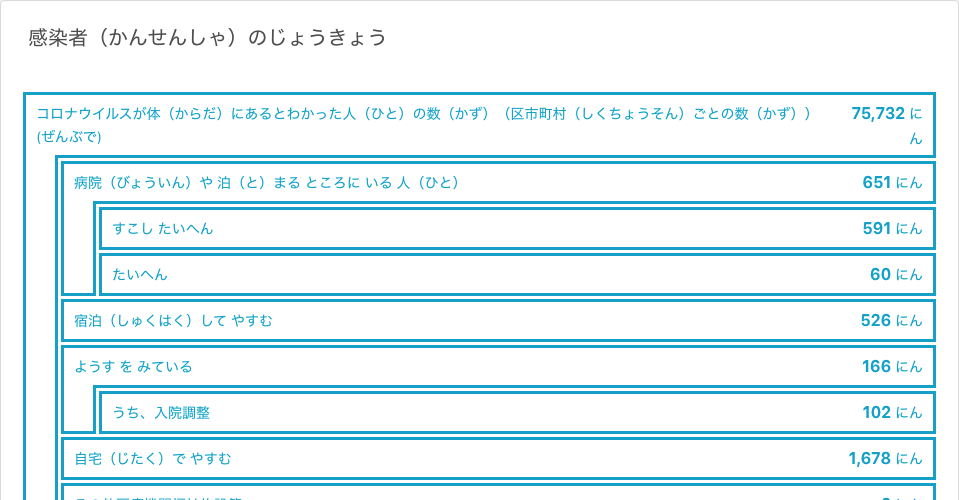 感染者（かんせんしゃ）のじょうきょう
コロナウイルスが体（からだ）にあるとわかった人（ひと）の数（かず）（区市町村（しくちょうそん）ごとの数（かず））
(ぜんぶで)
75,732 に
ん
病院（びょういん）や 泊（と）まる ところに いる 人（ひと）
651 にん
すこし たいへん
591 にん
たいへん
60 にん
宿泊（しゅくはく）して やすむ
526 にん
ようす を みている
166 にん
うち、入院調整
102 にん
自宅（じたく）で やすむ
1,678 にん